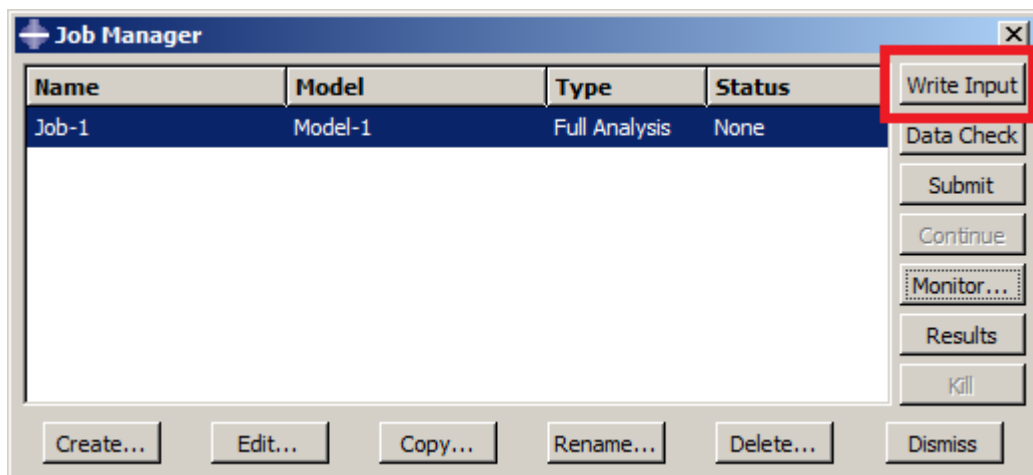 Job Manager
Name Model Type Status
Job-1 Model-1 Full Analysis None
Write Input
Data Check
Submit
Continue
Monitor...
Results
Kill
Create... Edit... Copy... Rename... Delete... Dismiss